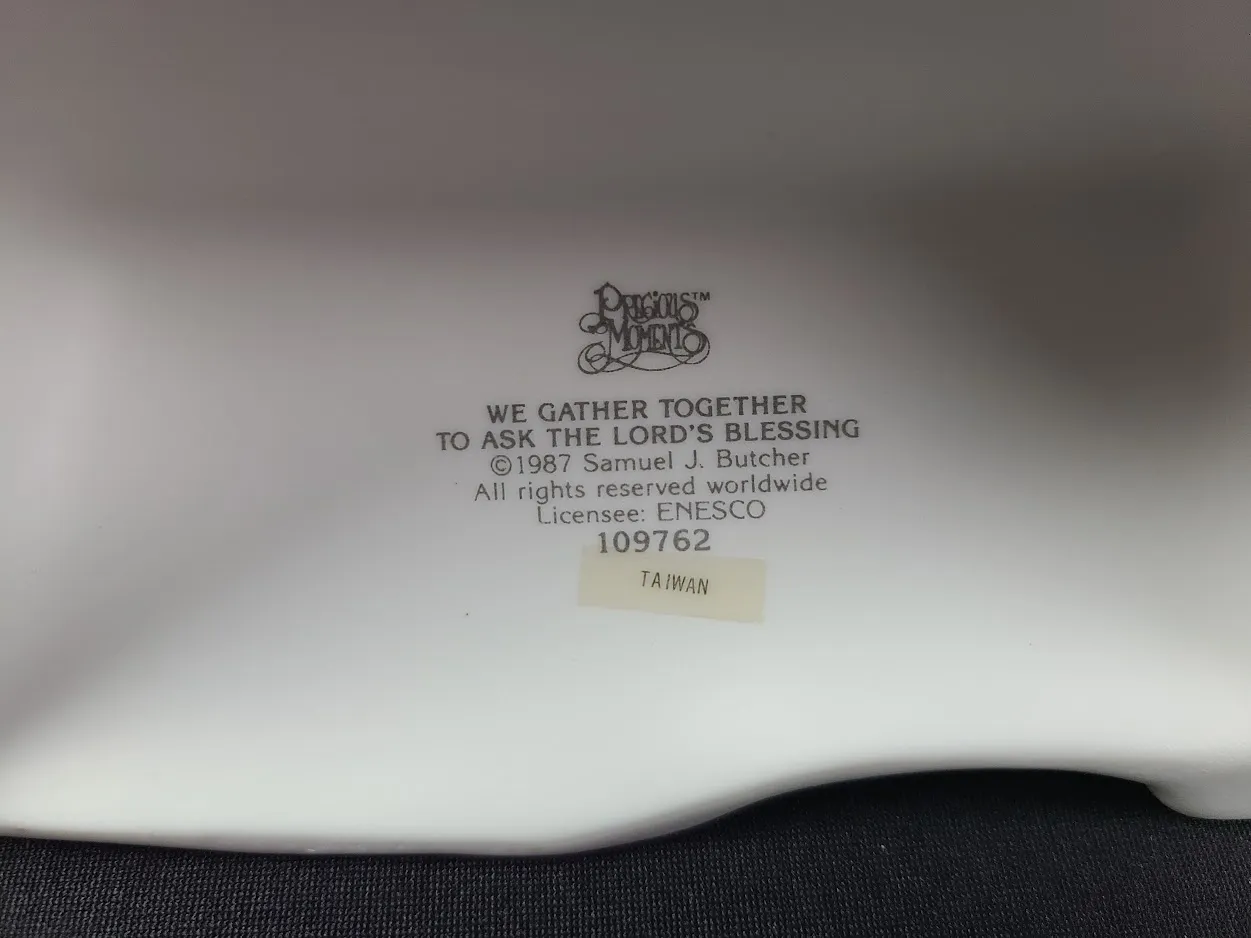 PRECIOUS™
MOMENTS
WE GATHER TOGETHER
TO ASK THE LORD'S BLESSING
©1987 Samuel J. Butcher
All rights reserved worldwide
Licensee: ENESCO
109762
TAIWAN